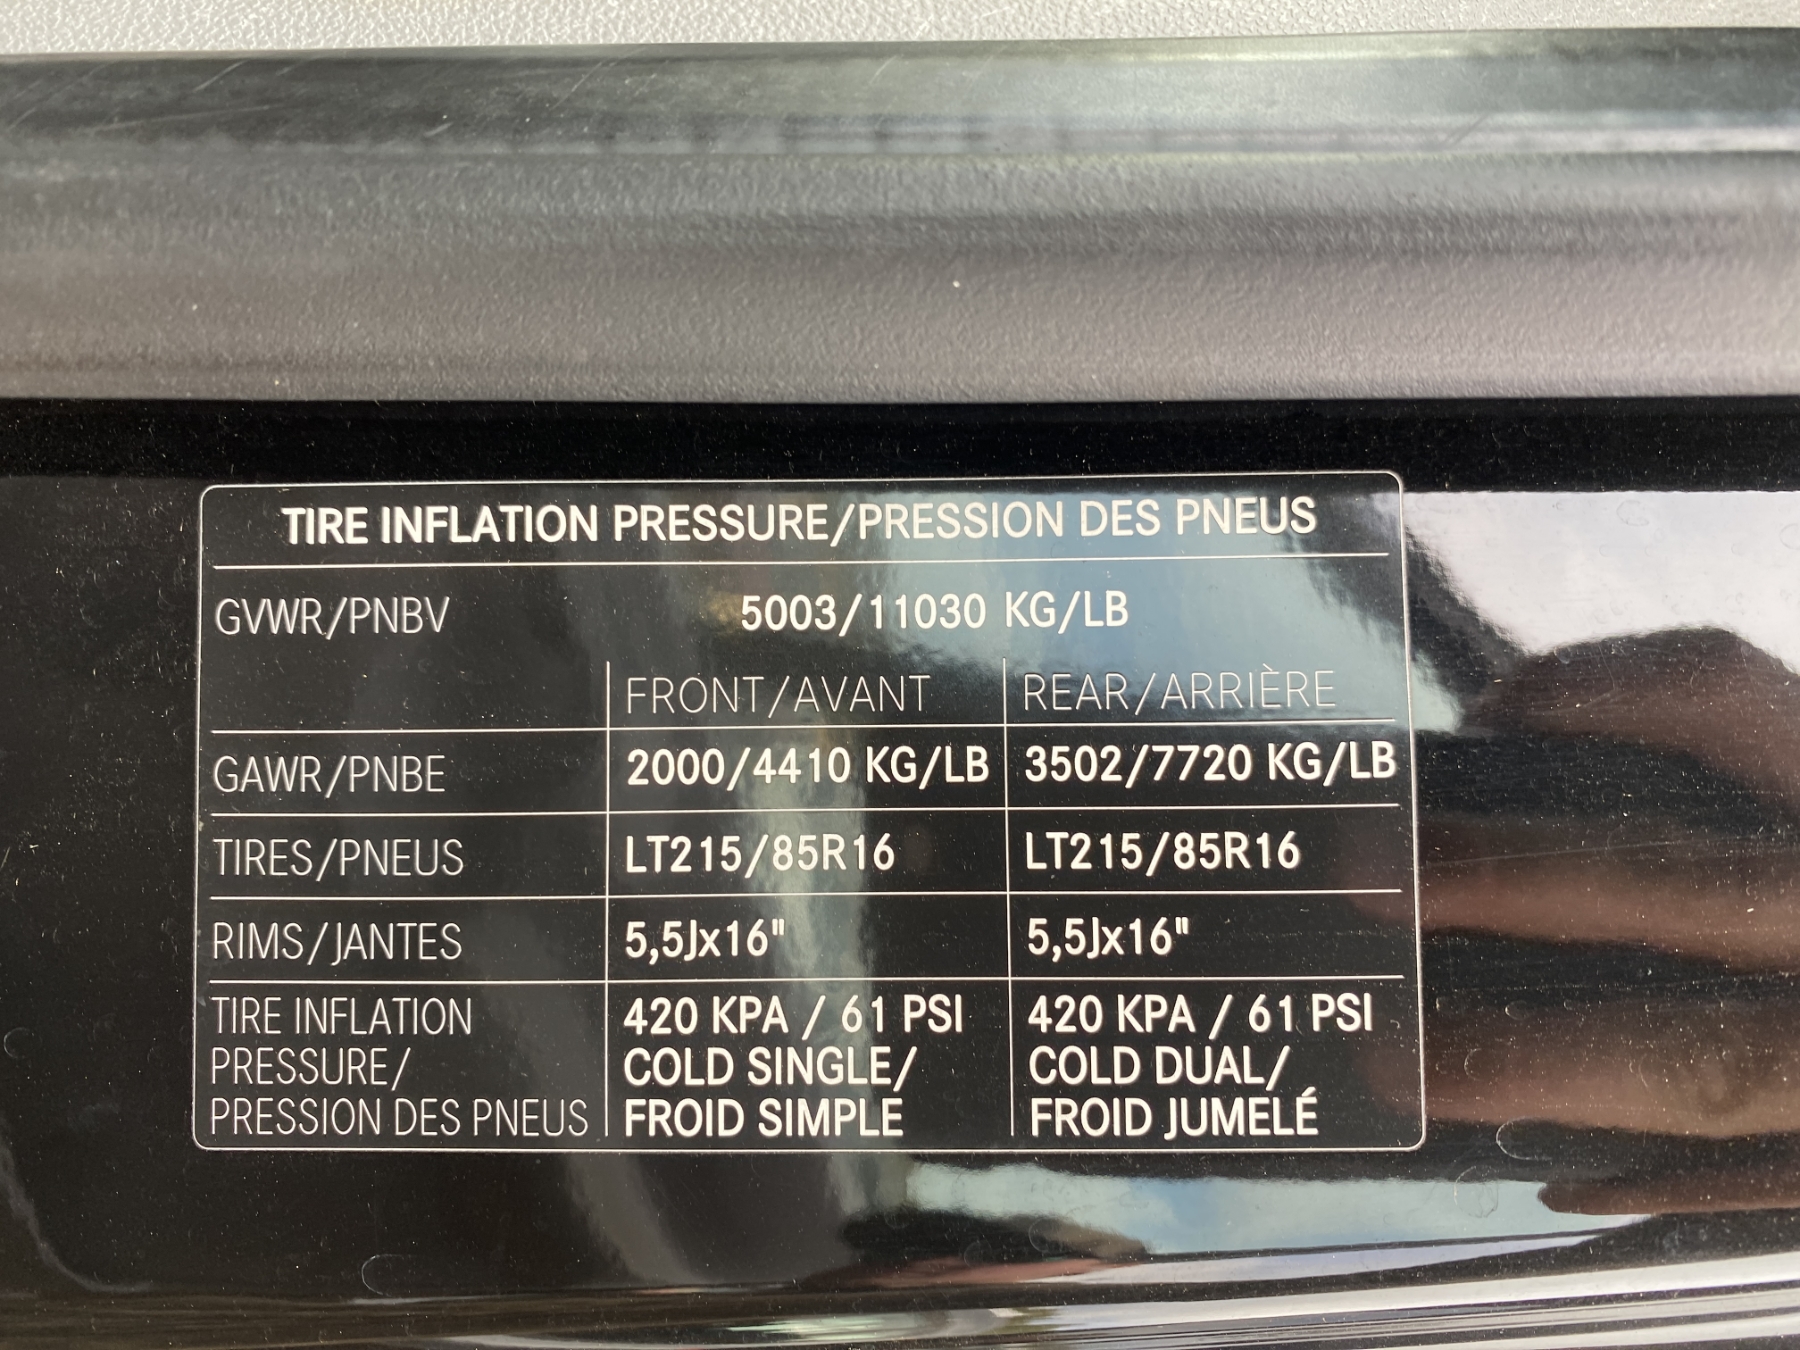 TIRE INFLATION PRESSURE/PRESSION DES PNEUS
GVWR/PNBV 5003/11030 KG/LB
FRONT/AVANT REAR/ARRIÈRE
GAWR/PNBE 2000/4410 KG/LB 3502/7720 KG/LB
TIRES/PNEUS LT215/85R16 LT215/85R16
RIMS/JANTES 5,5Jx16" 5,5Jx16"
TIRE INFLATION 420 KPA / 61 PSI 420 KPA / 61 PSI
PRESSURE/ COLD SINGLE/ COLD DUAL/
PRESSION DES PNEUS FROID SIMPLE FROID JUMELÉ